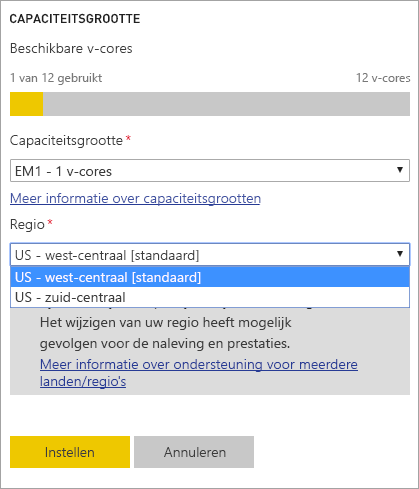 CAPACITEITSGROOTTE
Beschikbare v-cores
1 van 12 gebruikt 12 v-cores
Capaciteitsgrootte *
EM1 - 1 v-cores
Meer informatie over capaciteitsgrootten
Regio *
US - west-centraal [standaard]
US - west-centraal [standaard]
US - zuid-centraal
Het wijzigen van uw regio heeft mogelijk
gevolgen voor de naleving en prestaties.
Meer informatie over ondersteuning voor meerdere
landen/regio's
Instellen Annuleren